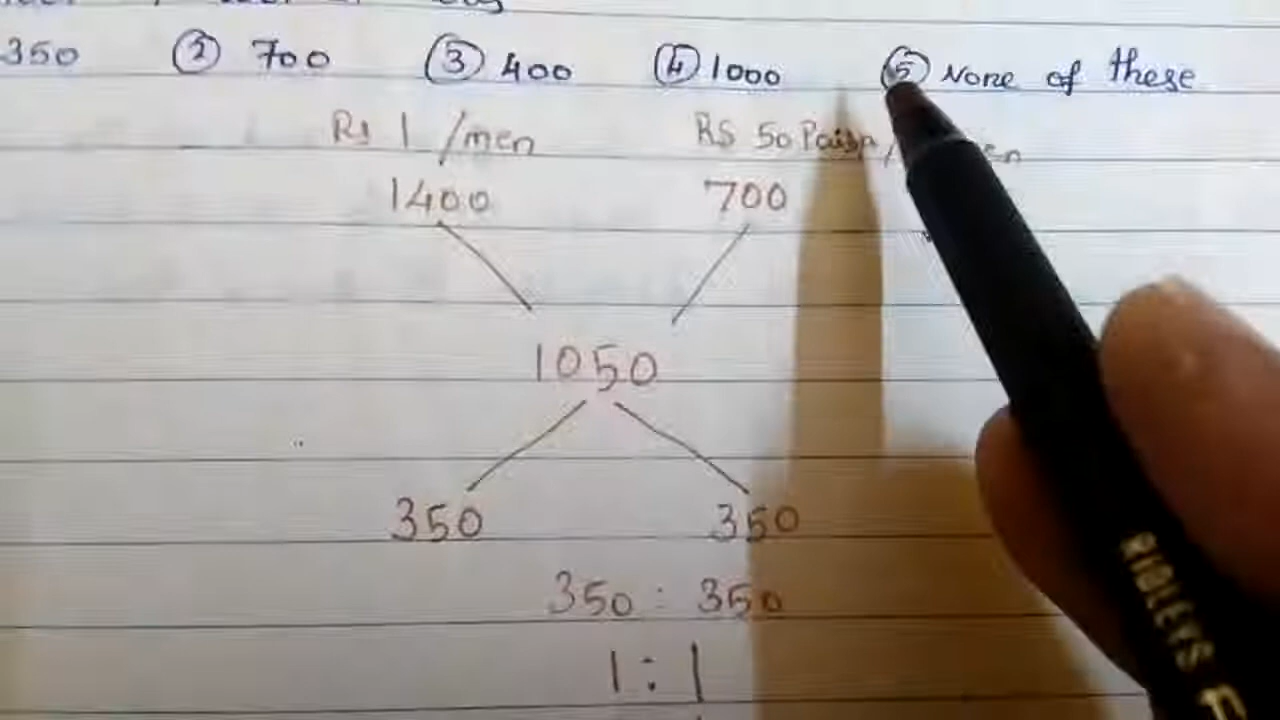 350 ② 700 ③ 400 ④ 1000 ⑤ None of these
Rs 1 /men RS 50 Paisa /
1400 700
1050
350 350
350 : 350
1 : 1
RIDLEYS